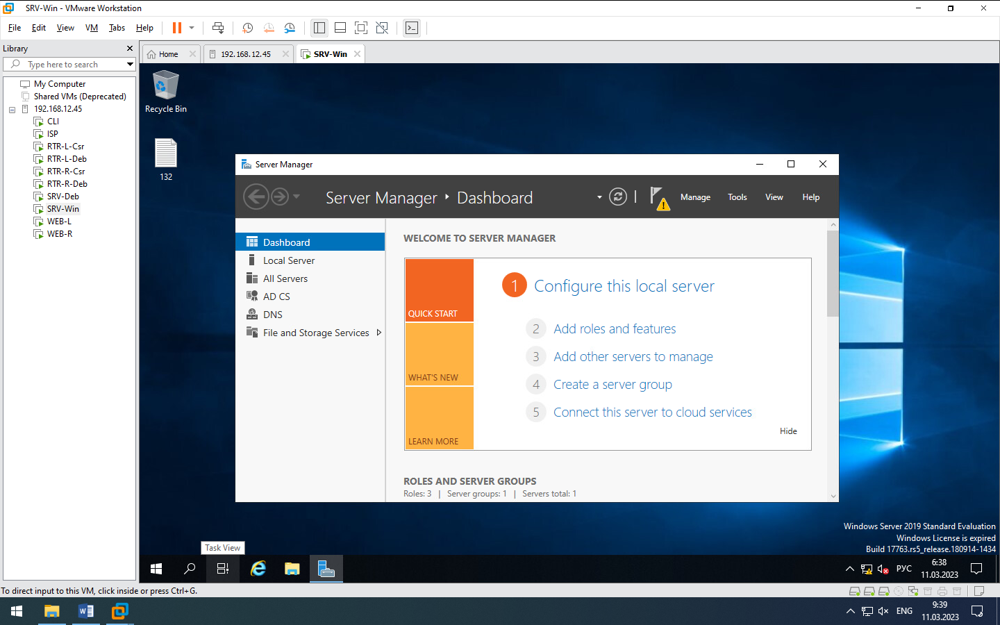 SRV-Win - VMware Workstation
File Edit View VM Tabs Help
Library
Type here to search
My Computer
Shared VMs (Deprecated)
192.168.12.45
CLI
ISP
RTR-L-Csr
RTR-L-Deb
RTR-R-Csr
RTR-R-Deb
SRV-Deb
SRV-Win
WEB-L
WEB-R
Home
192.168.12.45
SRV-Win
Recycle Bin
132
Server Manager
Server Manager Dashboard
Manage Tools View Help
Dashboard
Local Server
All Servers
AD CS
DNS
File and Storage Services
WELCOME TO SERVER MANAGER
QUICK START
WHAT'S NEW
LEARN MORE
1 Configure this local server
2 Add roles and features
3 Add other servers to manage
4 Create a server group
5 Connect this server to cloud services
Hide
ROLES AND SERVER GROUPS
Roles: 3 | Server groups: 1 | Servers total: 1
Windows Server 2019 Standard Evaluation
Windows License is expired
Build 17763.rs5_release.180914-1434
Task View
РУС
6:38
11.03.2023
To direct input to this VM, click inside or press Ctrl+G.
ENG
9:39
11.03.2023